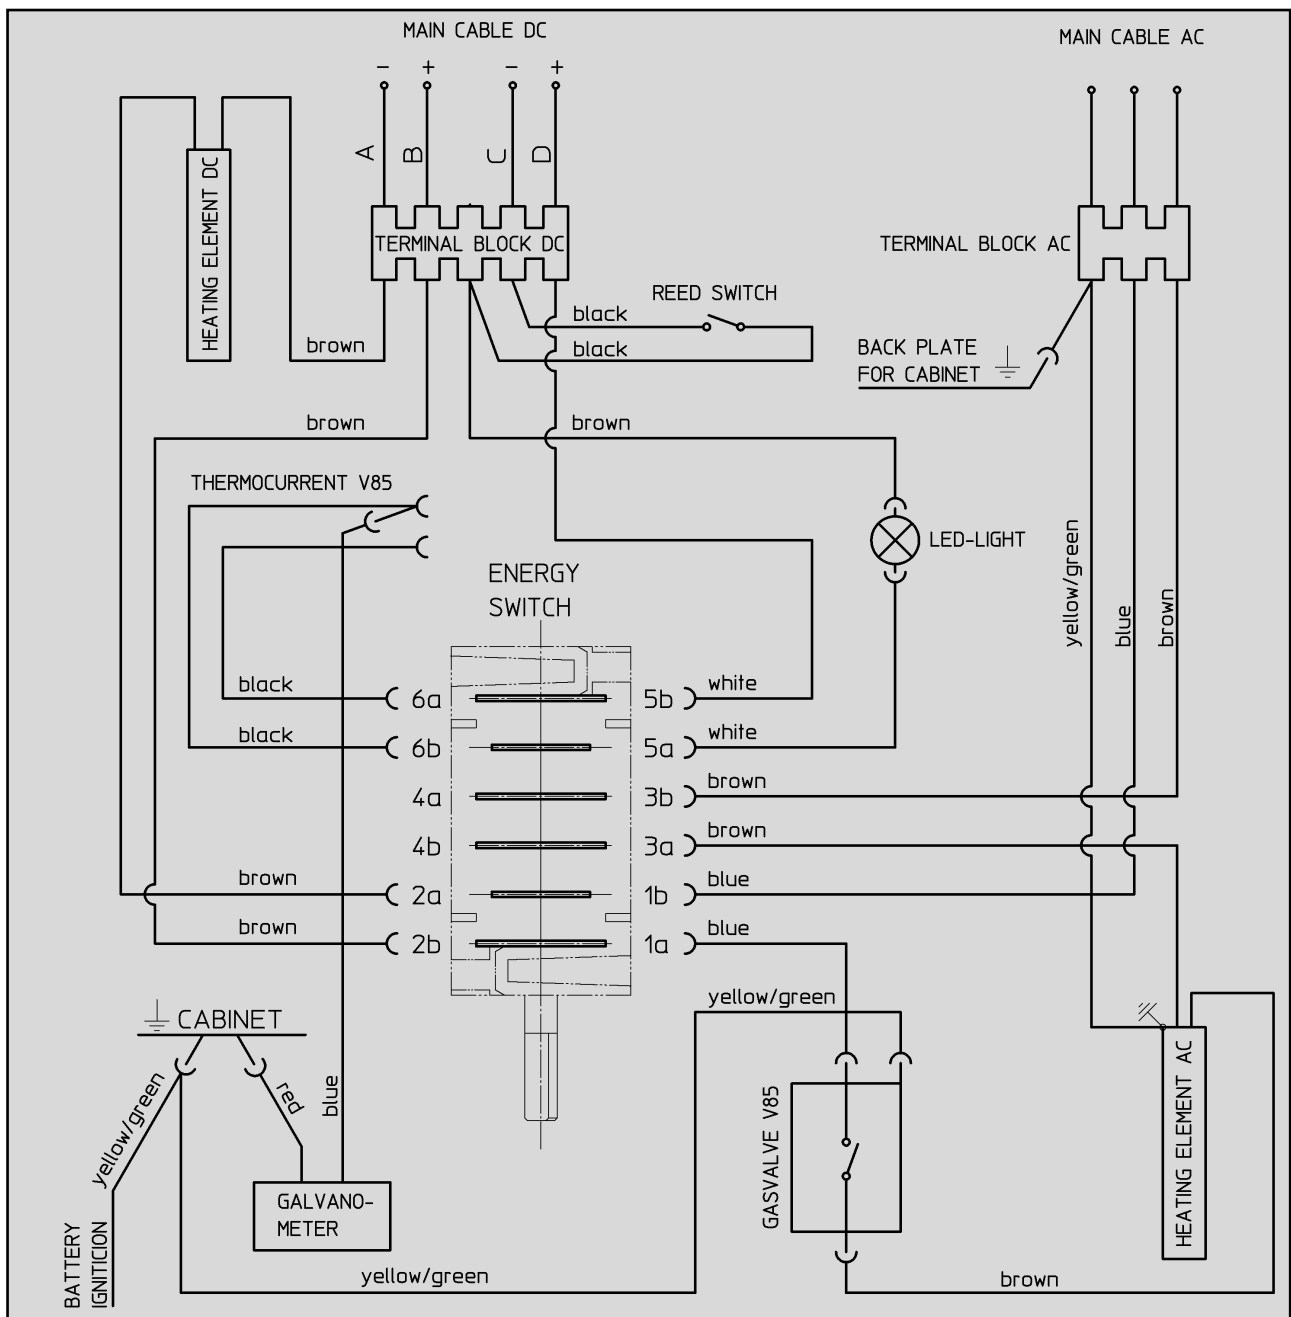 MAIN CABLE DC
MAIN CABLE AC
- + - +
A B C D
HEATING ELEMENT DC
TERMINAL BLOCK DC
TERMINAL BLOCK AC
REED SWITCH
black
brown
black
BACK PLATE
FOR CABINET
brown
brown
THERMOCURRENT V85
LED-LIGHT
ENERGY
SWITCH
yellow/green
blue
brown
black
6a
5b
white
black
6b
5a
white
4a
3b
brown
4b
3a
brown
brown
2a
1b
blue
brown
2b
1a
blue
yellow/green
CABINET
yellow/green
red
blue
GASVALVE V85
HEATING ELEMENT AC
GALVANO-
METER
BATTERY
IGNITICION
yellow/green
brown